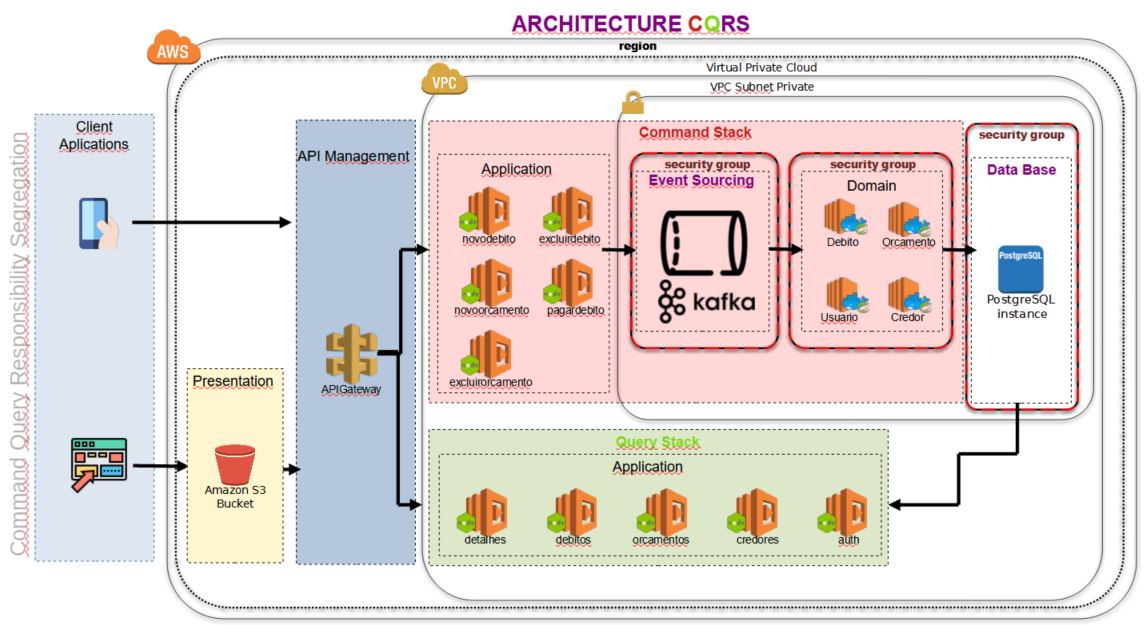 ARCHITECTURE CQRS
AWS
region
Virtual Private Cloud
VPC
VPC Subnet Private
Command Query Responsibility Segregation
Client
Aplications
API Management
Command Stack
Application
novodebito
excluirdebito
novoorcamento
pagardebito
excluirorcamento
security group
Event Sourcing
kafka
security group
Domain
Debito
Orcamento
Usuario
Credor
security group
Data Base
PostgreSQL
PostgreSQL
instance
Presentation
Amazon S3
Bucket
APIGateway
Query Stack
Application
detalhes
debitos
orcamentos
credores
auth